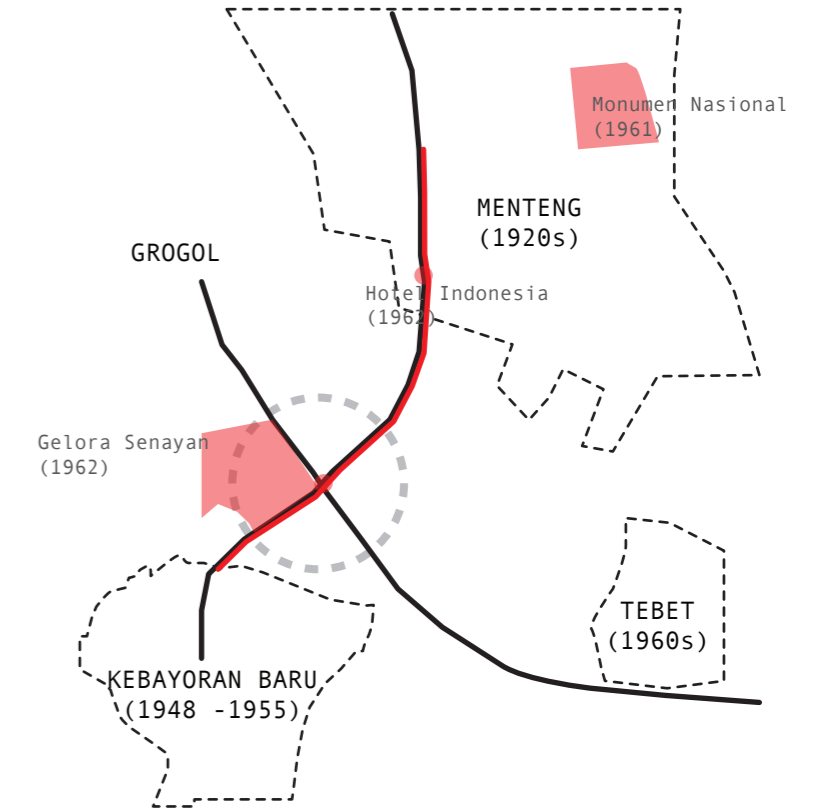 Monumen Nasional
(1961)
MENTENG
(1920s)
GROGOL
Hotel Indonesia
(1962)
Gelora Senayan
(1962)
TEBET
(1960s)
KEBAYORAN BARU
(1948 -1955)